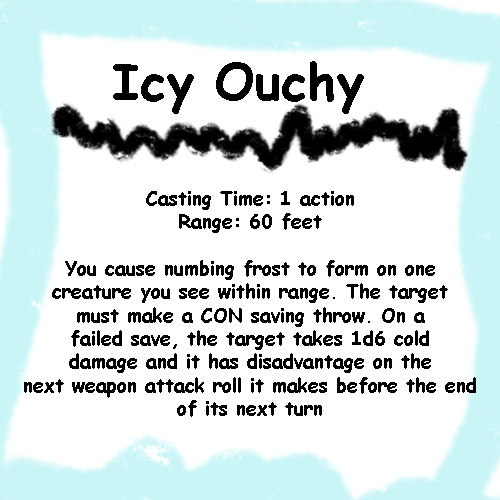 Icy Ouchy
Casting Time: 1 action
Range: 60 feet
You cause numbing frost to form on one
creature you see within range. The target
must make a CON saving throw. On a
failed save, the target takes 1d6 cold
damage and it has disadvantage on the
next weapon attack roll it makes before the end
of its next turn